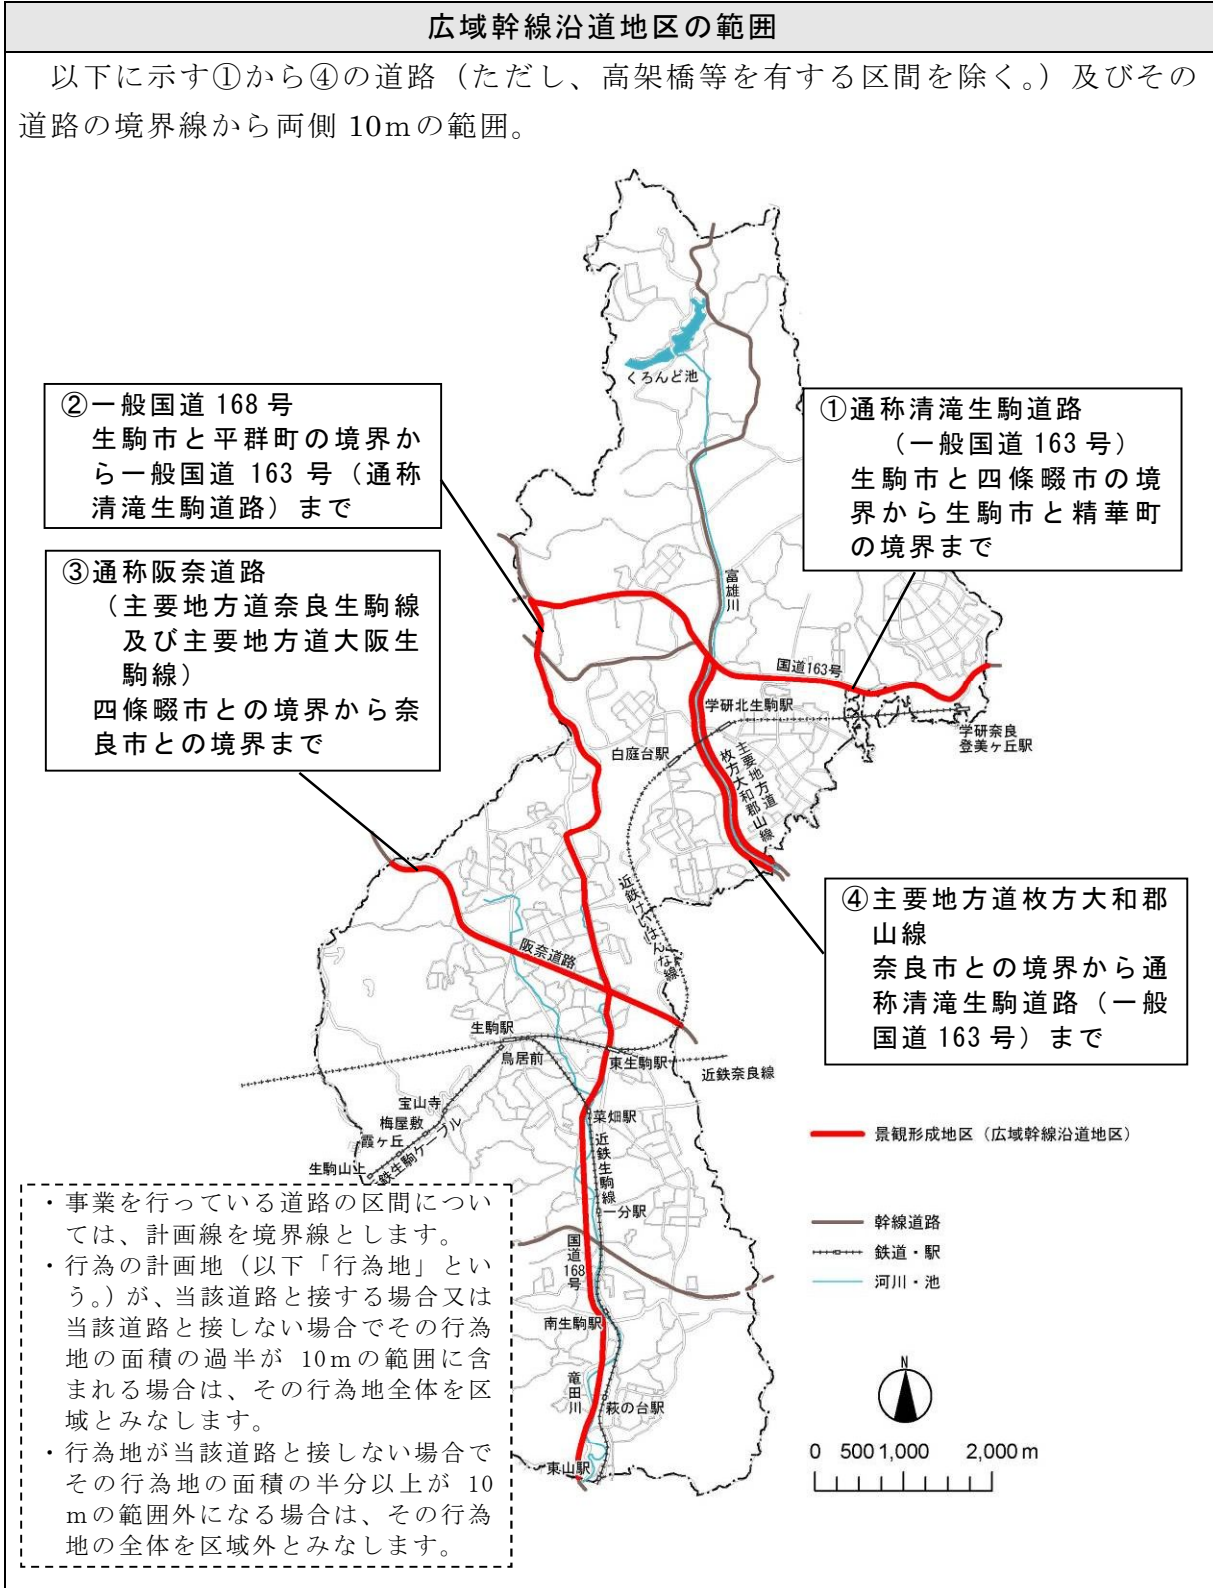 広域幹線沿道地区の範囲
以下に示す①から④の道路（ただし、高架橋等を有する区間を除く。）及びその
道路の境界線から両側 10ｍの範囲。
くろんど池
②一般国道 168 号
生駒市と平群町の境界か
ら一般国道 163 号（通称
清滝生駒道路）まで
①通称清滝生駒道路
（一般国道 163 号）
生駒市と四條畷市の境
界から生駒市と精華町
の境界まで
③通称阪奈道路
（主要地方道奈良生駒線
及び主要地方道大阪生
駒線）
四條畷市との境界から奈
良市との境界まで
富雄川
国道163号
学研北生駒駅
学研奈良
登美ヶ丘駅
白庭台駅
主要地方道
枚方大和郡山線
近鉄けいはんな線
④主要地方道枚方大和郡
山線
奈良市との境界から通
称清滝生駒道路（一般
国道 163 号）まで
阪奈道路
生駒駅
鳥居前
東生駒駅
近鉄奈良線
宝山寺
梅屋敷
霞ヶ丘
生駒山上
鉄生駒ケーブル
菜畑駅
近鉄生駒線
一分駅
国道
168
号
南生駒駅
竜田川
萩の台駅
東山駅
景観形成地区（広域幹線沿道地区）
幹線道路
鉄道・駅
河川・池
・事業を行っている道路の区間につい
ては、計画線を境界線とします。
・行為の計画地（以下「行為地」とい
う。）が、当該道路と接する場合又は
当該道路と接しない場合でその行為
地の面積の過半が 10ｍの範囲に含
まれる場合は、その行為地全体を区
域とみなします。
・行為地が当該道路と接しない場合で
その行為地の面積の半分以上が 10
ｍの範囲外になる場合は、その行為
地の全体を区域外とみなします。
N
0 500 1,000 2,000 m